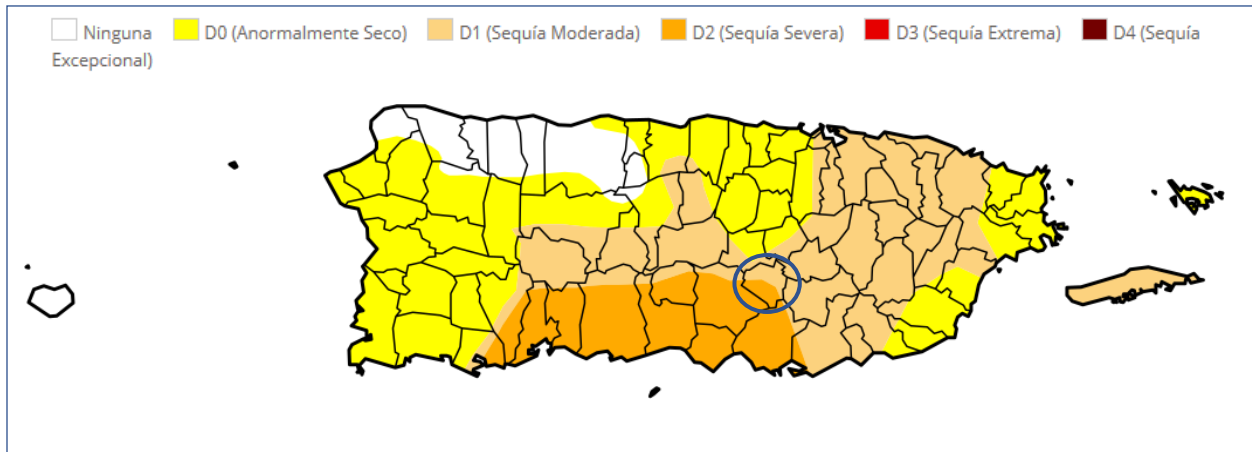 Ninguna D0 (Anormalmente Seco) D1 (Sequía Moderada) D2 (Sequía Severa) D3 (Sequía Extrema) D4 (Sequía
Excepcional)